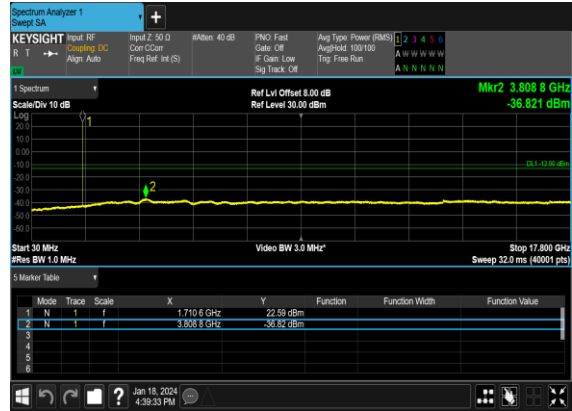 Spectrum Analyzer 1
Swept SA
+
KEYSIGHT Input: RF Input Z: 50 Ω #Atten: 40 dB PNO: Fast Avg Type: Power (RMS) 1 2 3 4 5 6
R T Coupling: DC Corr CCorr Gate: Off Avg|Hold: 100/100 A W W W W W
Align: Auto Freq Ref: Int (S) IF Gain: Low Trig: Free Run
Sig Track: Off A N N N N N
1 Spectrum Ref Lvl Offset 8.00 dB Mkr2 3.808 8 GHz
Scale/Div 10 dB Ref Level 30.00 dBm -36.821 dBm
Log
1
20.0
10.0
0.00
-10.0 DL1 -13.00 dBm
-20.0
-30.0 2
-40.0
-50.0
-60.0
Start 30 MHz Video BW 3.0 MHz* Stop 17.800 GHz
#Res BW 1.0 MHz Sweep 32.0 ms (40001 pts)
5 Marker Table
Mode Trace Scale X Y Function Function Width Function Value
1 N 1 f 1.710 6 GHz 22.59 dBm
2 N 1 f 3.808 8 GHz -36.82 dBm
3
4
5
6
? Jan 18, 2024
4:39:33 PM